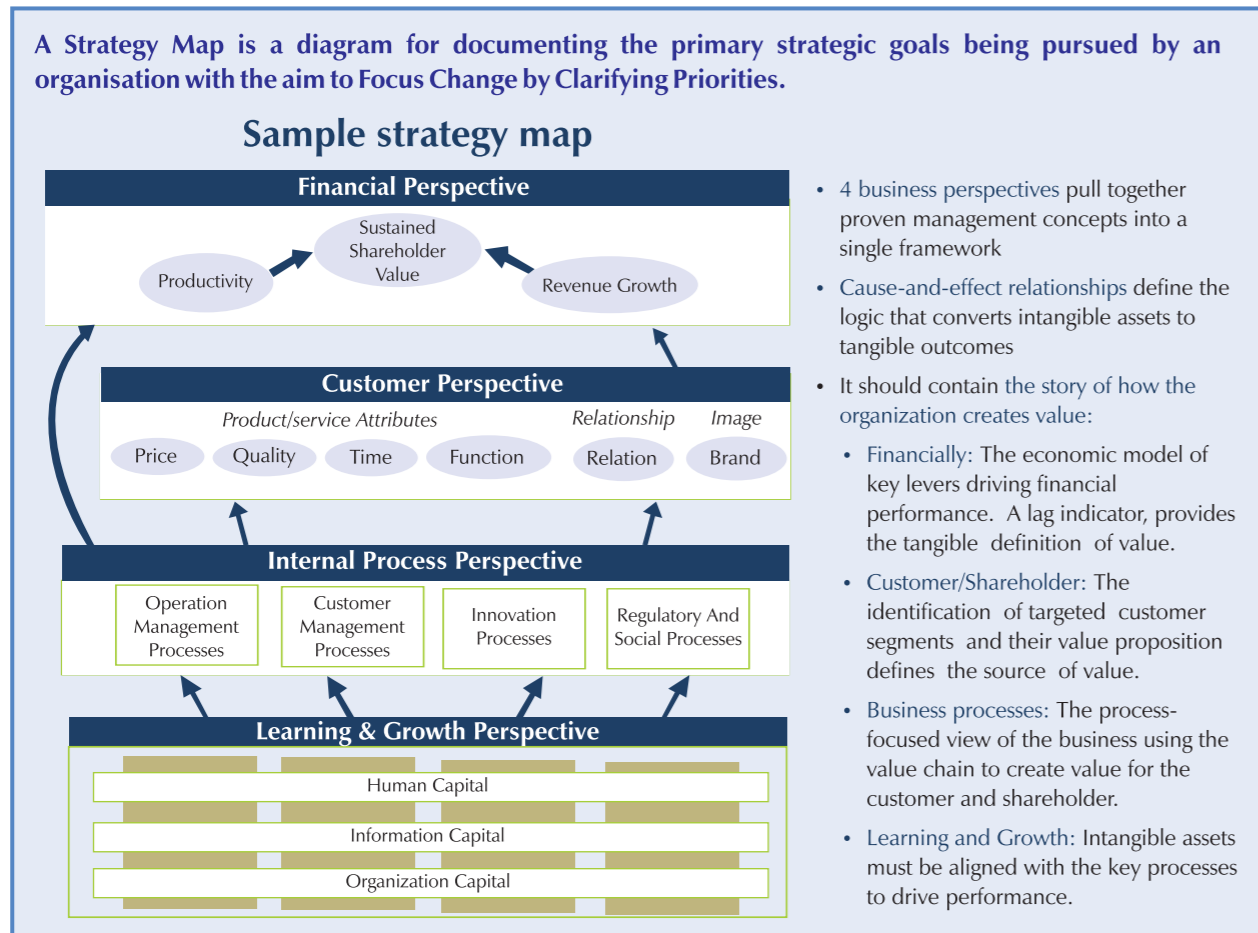 A Strategy Map is a diagram for documenting the primary strategic goals being pursued by an
organisation with the aim to Focus Change by Clarifying Priorities.
Sample strategy map
Financial Perspective
Sustained
Shareholder
Value
Productivity
Revenue Growth
Customer Perspective
Product/service Attributes
Relationship
Image
Price
Quality
Time
Function
Relation
Brand
Internal Process Perspective
Operation
Management
Processes
Customer
Management
Processes
Innovation
Processes
Regulatory And
Social Processes
Learning & Growth Perspective
Human Capital
Information Capital
Organization Capital
• 4 business perspectives pull together
proven management concepts into a
single framework
• Cause-and-effect relationships define the
logic that converts intangible assets to
tangible outcomes
• It should contain the story of how the
organization creates value:
• Financially: The economic model of
key levers driving financial
performance. A lag indicator, provides
the tangible definition of value.
• Customer/Shareholder: The
identification of targeted customer
segments and their value proposition
defines the source of value.
• Business processes: The process-
focused view of the business using the
value chain to create value for the
customer and shareholder.
• Learning and Growth: Intangible assets
must be aligned with the key processes
to drive performance.